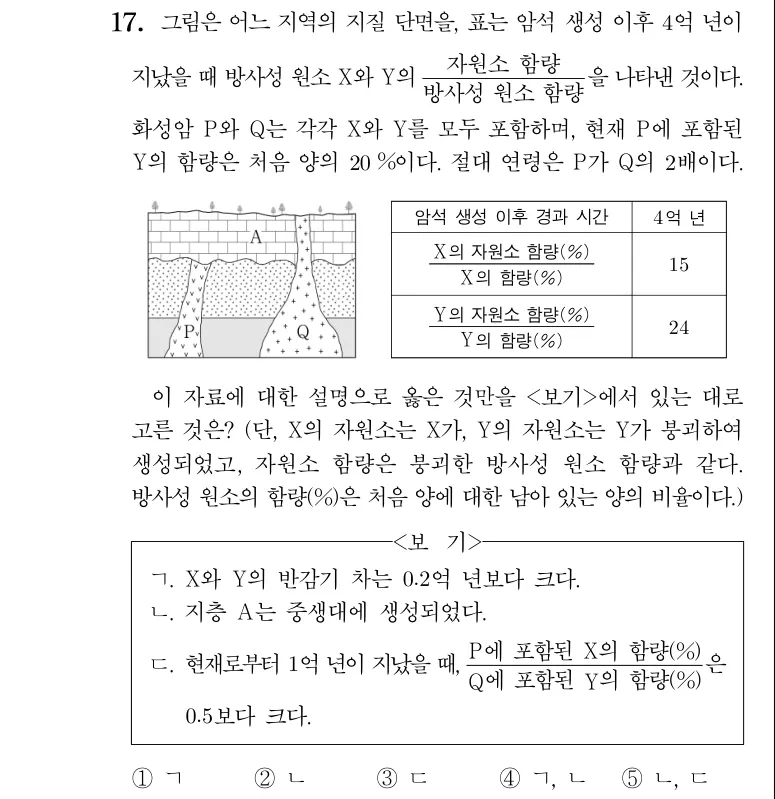 17. 그림은 어느 지역의 지질 단면을, 표는 암석 생성 이후 4억 년이
지났을 때 방사성 원소 X와 Y의 자원소 함량/방사성 원소 함량을 나타낸 것이다.
화성암 P와 Q는 각각 X와 Y를 모두 포함하며, 현재 P에 포함된
Y의 함량은 처음 양의 20 %이다. 절대 연령은 P가 Q의 2배이다.
A
P
Q
암석 생성 이후 경과 시간 4억 년
X의 자원소 함량(%)/X의 함량(%) 15
Y의 자원소 함량(%)/Y의 함량(%) 24
이 자료에 대한 설명으로 옳은 것만을 <보기>에서 있는 대로
고른 것은? (단, X의 자원소는 X가, Y의 자원소는 Y가 붕괴하여
생성되었고, 자원소 함량은 붕괴한 방사성 원소 함량과 같다.
방사성 원소의 함량(%)은 처음 양에 대한 남아 있는 양의 비율이다.)
<보 기>
ㄱ. X와 Y의 반감기 차는 0.2억 년보다 크다.
ㄴ. 지층 A는 중생대에 생성되었다.
ㄷ. 현재로부터 1억 년이 지났을 때, P에 포함된 X의 함량(%)/Q에 포함된 Y의 함량(%)은
0.5보다 크다.
① ㄱ ② ㄴ ③ ㄷ ④ ㄱ, ㄴ ⑤ ㄴ, ㄷ